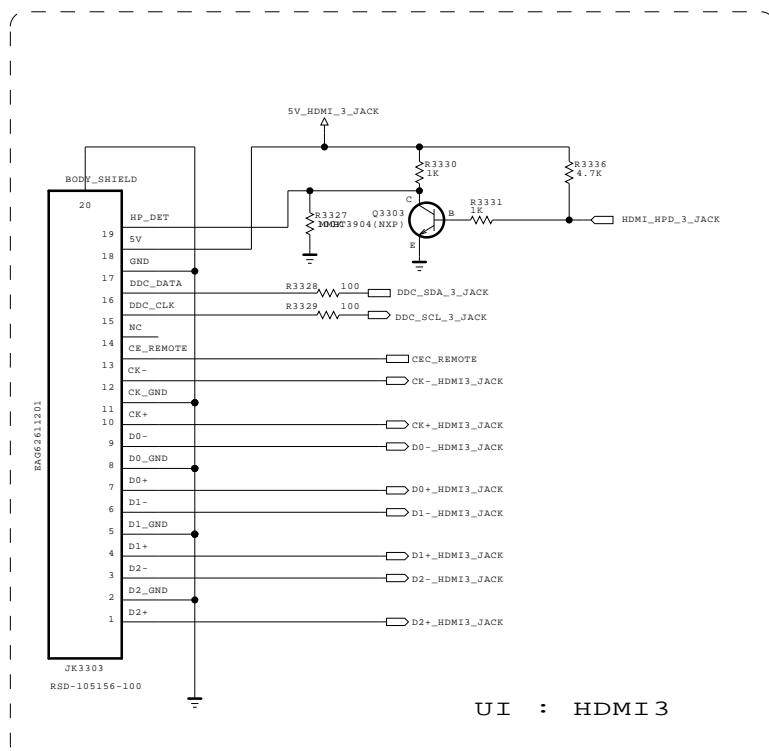 5V_HDMI_3_JACK
BODY_SHIELD
20
R3330
1K
R3336
4.7K
C
R3327
Q3303
MMBT3904(NXP)
B
R3331
1K
HDMI_HPD_3_JACK
E
HP_DET
19
5V
18
GND
17
DDC_DATA
16
R3328
100
DDC_SDA_3_JACK
DDC_CLK
15
R3329
100
DDC_SCL_3_JACK
NC
14
CE_REMOTE
13
CEC_REMOTE
CK-
12
CK-_HDMI3_JACK
CK_GND
11
CK+
10
CK+_HDMI3_JACK
D0-
9
D0-_HDMI3_JACK
D0_GND
8
D0+
7
D0+_HDMI3_JACK
D1-
6
D1-_HDMI3_JACK
D1_GND
5
D1+
4
D1+_HDMI3_JACK
D2-
3
D2-_HDMI3_JACK
D2_GND
2
D2+
1
D2+_HDMI3_JACK
EAG62611201
JK3303
RSD-105156-100
UI : HDMI3